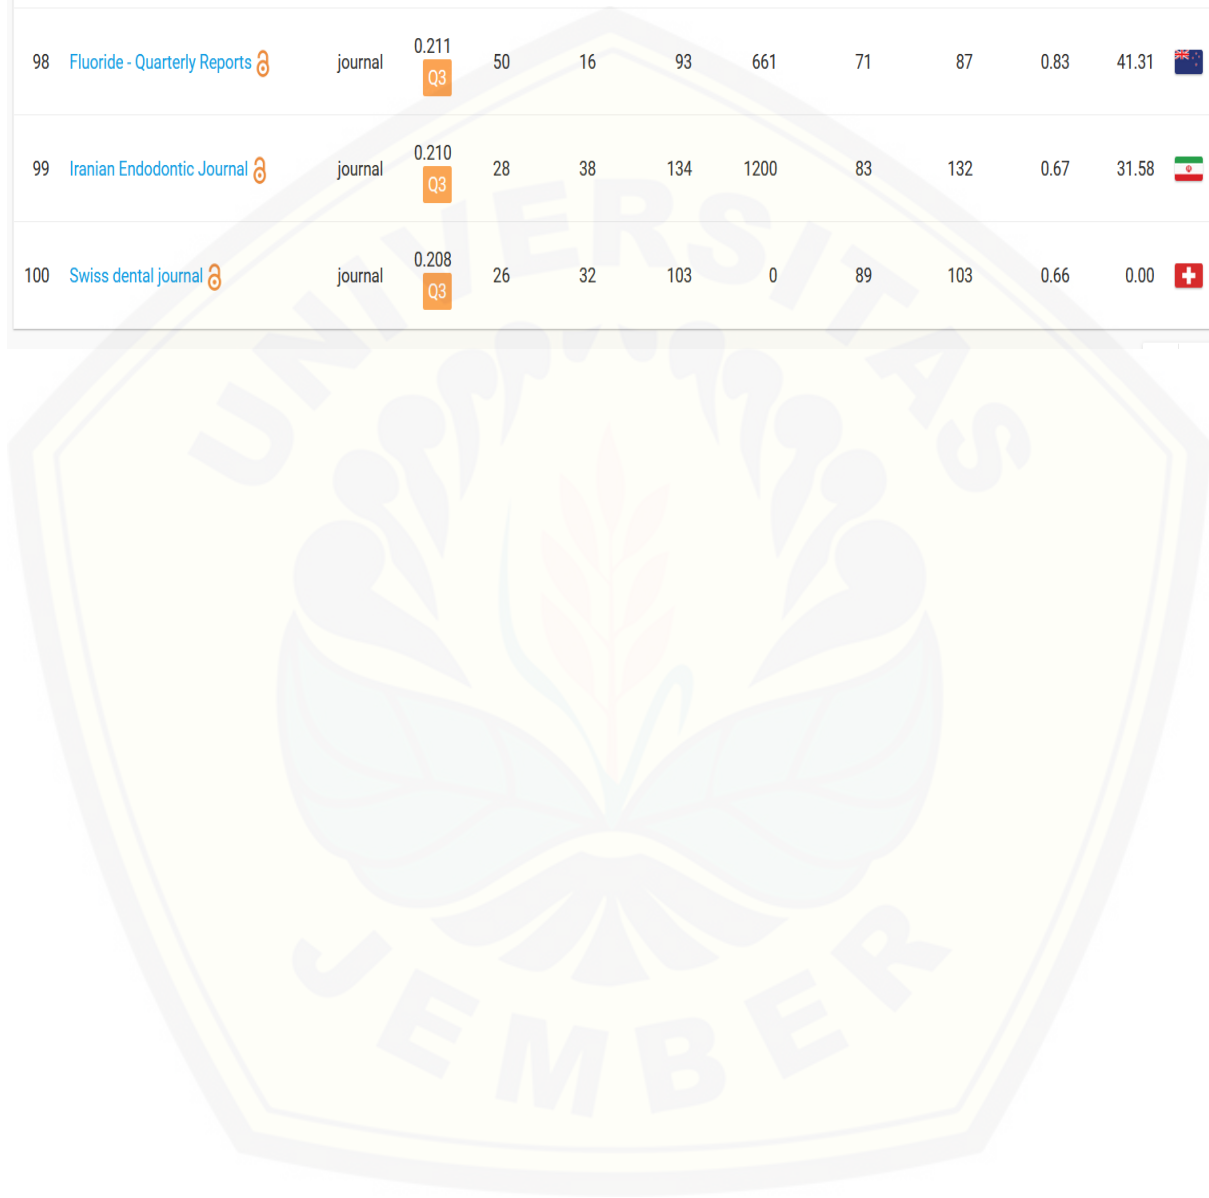 98 Fluoride - Quarterly Reports journal 0.211 Q3 50 16 93 661 71 87 0.83 41.31
99 Iranian Endodontic Journal journal 0.210 Q3 28 38 134 1200 83 132 0.67 31.58
100 Swiss dental journal journal 0.208 Q3 26 32 103 0 89 103 0.66 0.00
UNIVERSITAS
JEMBER